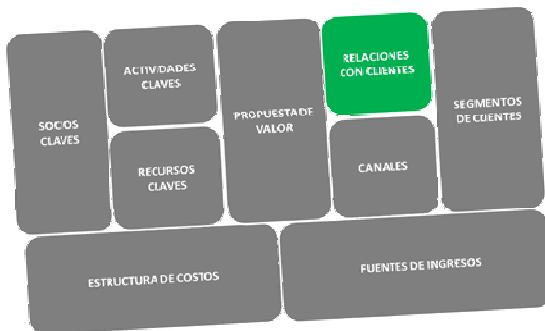 SOCIOS
CLAVES
ACTIVIDADES
CLAVES
RECURSOS
CLAVES
PROPUESTA DE
VALOR
RELACIONES
CON CLIENTES
CANALES
SEGMENTOS
DE CLIENTES
ESTRUCTURA DE COSTOS
FUENTES DE INGRESOS